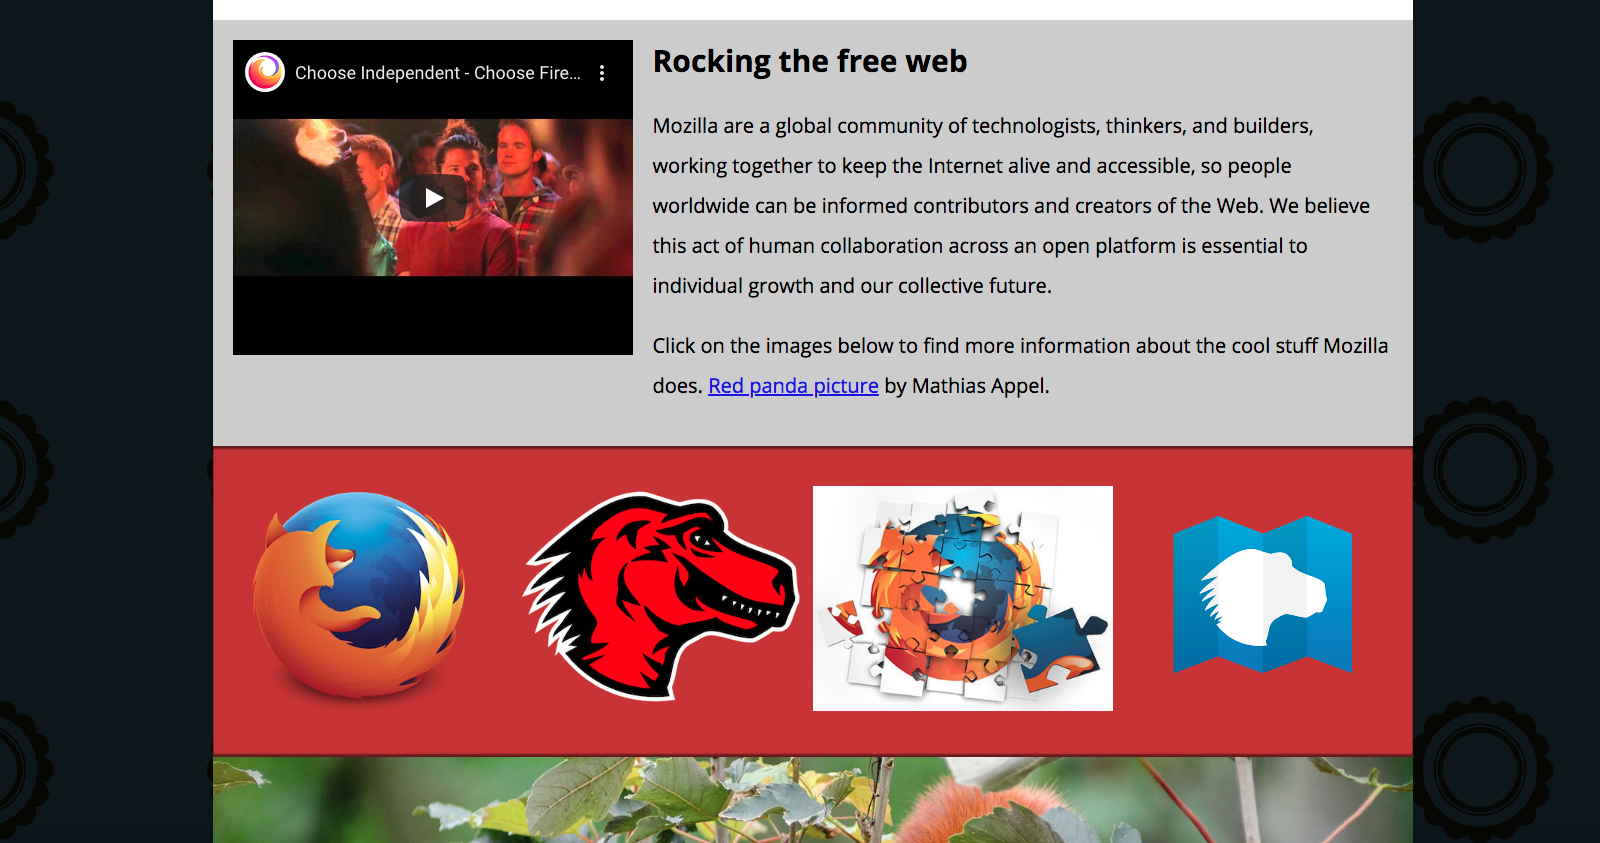 Choose Independent - Choose Fire...
Rocking the free web
Mozilla are a global community of technologists, thinkers, and builders,
working together to keep the Internet alive and accessible, so people
worldwide can be informed contributors and creators of the Web. We believe
this act of human collaboration across an open platform is essential to
individual growth and our collective future.
Click on the images below to find more information about the cool stuff Mozilla
does. Red panda picture by Mathias Appel.